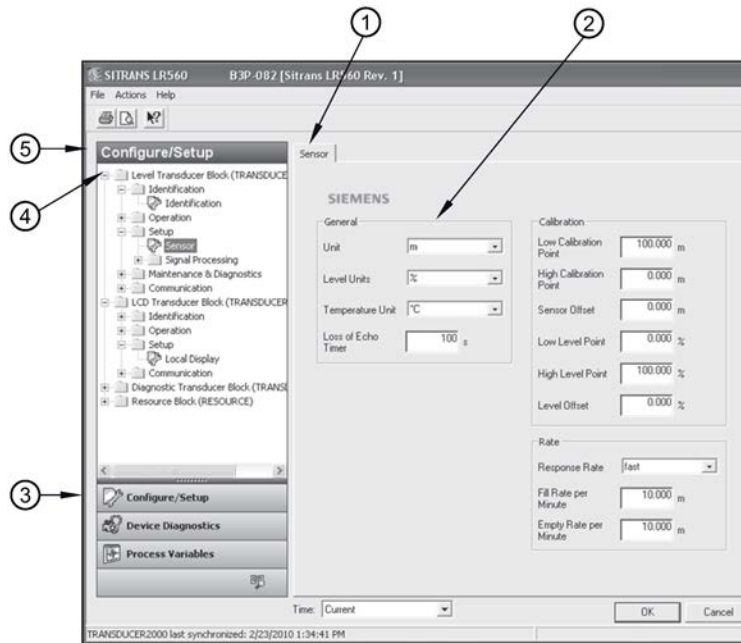 1
2
SITRANS LR560 B3P-082 [Sitrans LR560 Rev. 1]
File Actions Help
5
Configure/Setup
4
Level Transducer Block (TRANSDUCE
Identification
Identification
Operation
Setup
Sensor
Signal Processing
Maintenance & Diagnostics
Communication
LCD Transducer Block (TRANSDUCER
Identification
Operation
Setup
Local Display
Communication
Diagnostic Transducer Block (TRANS
Resource Block (RESOURCE)
3
Configure/Setup
Device Diagnostics
Process Variables
Sensor
SIEMENS
General
Unit m
Level Units %
Temperature Unit °C
Loss of Echo
Timer 100 s
Calibration
Low Calibration
Point 100.000 m
High Calibration
Point 0.000 m
Sensor Offset 0.000 m
Low Level Point 0.000 %
High Level Point 100.000 %
Level Offset 0.000 %
Rate
Response Rate fast
Fill Rate per
Minute 10.000 m
Empty Rate per
Minute 10.000 m
Time: Current
OK Cancel
TRANSDUCER2000 last synchronized: 2/23/2010 1:34:41 PM